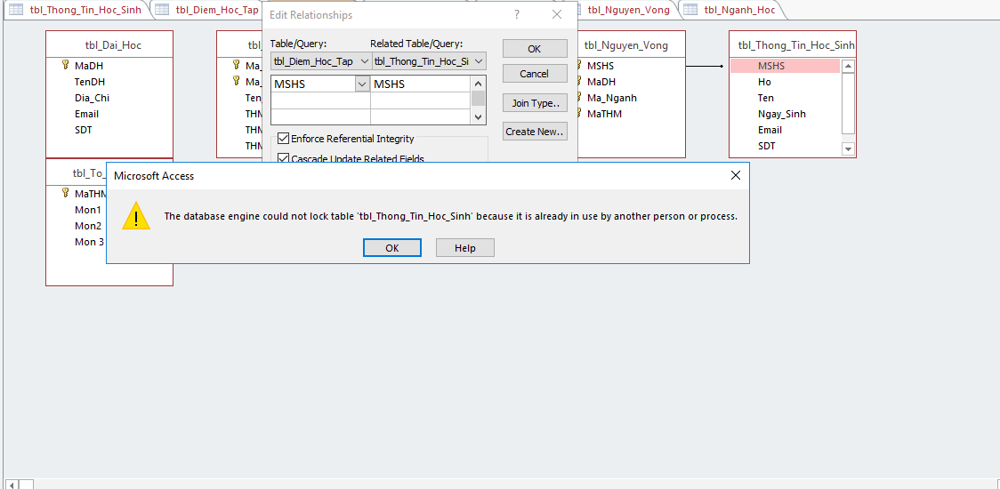 tbl_Thong_Tin_Hoc_Sinh
tbl_Diem_Hoc_Tap
tbl_Nguyen_Vong
tbl_Nganh_Hoc
Edit Relationships
Table/Query:
Related Table/Query:
tbl_Diem_Hoc_Tap
tbl_Thong_Tin_Hoc_Si
MSHS
MSHS
OK
Cancel
Join Type..
Create New..
Enforce Referential Integrity
Cascade Update Related Fields
tbl_Dai_Hoc
MaDH
TenDH
Dia_Chi
Email
SDT
tbl_
Ma_
Ma_
Ten_
THM
THM
THM
tbl_Nguyen_Vong
MSHS
MaDH
Ma_Nganh
MaTHM
tbl_Thong_Tin_Hoc_Sinh
MSHS
Ho
Ten
Ngay_Sinh
Email
SDT
tbl_To_
MaTHM
Mon1
Mon2
Mon 3
Microsoft Access
The database engine could not lock table 'tbl_Thong_Tin_Hoc_Sinh' because it is already in use by another person or process.
OK
Help